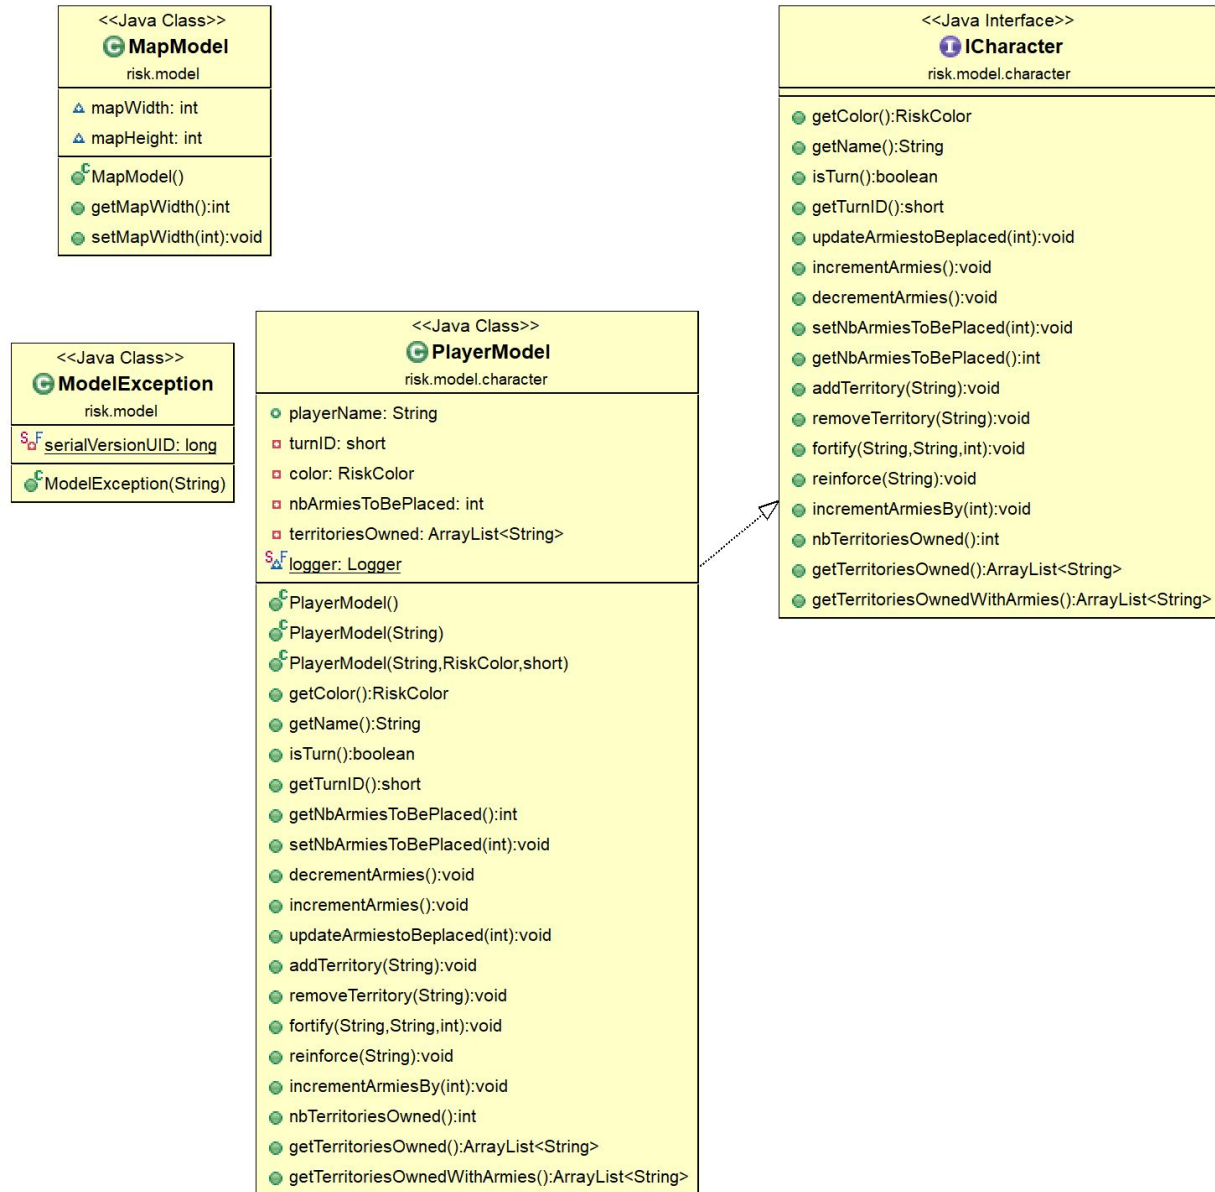 <<Java Class>>
MapModel
risk.model
mapWidth: int
mapHeight: int
MapModel()
getMapWidth():int
setMapWidth(int):void
<<Java Interface>>
ICharacter
risk.model.character
getColor():RiskColor
getName():String
isTurn():boolean
getTurnID():short
updateArmiestoBeplaced(int):void
incrementArmies():void
decrementArmies():void
setNbArmiesToBePlaced(int):void
getNbArmiesToBePlaced():int
addTerritory(String):void
removeTerritory(String):void
fortify(String,String,int):void
reinforce(String):void
incrementArmiesBy(int):void
nbTerritoriesOwned():int
getTerritoriesOwned():ArrayList<String>
getTerritoriesOwnedWithArmies():ArrayList<String>
<<Java Class>>
ModelException
risk.model
serialVersionUID: long
ModelException(String)
<<Java Class>>
PlayerModel
risk.model.character
playerName: String
turnID: short
color: RiskColor
nbArmiesToBePlaced: int
territoriesOwned: ArrayList<String>
logger: Logger
PlayerModel()
PlayerModel(String)
PlayerModel(String,RiskColor,short)
getColor():RiskColor
getName():String
isTurn():boolean
getTurnID():short
getNbArmiesToBePlaced():int
setNbArmiesToBePlaced(int):void
decrementArmies():void
incrementArmies():void
updateArmiestoBeplaced(int):void
addTerritory(String):void
removeTerritory(String):void
fortify(String,String,int):void
reinforce(String):void
incrementArmiesBy(int):void
nbTerritoriesOwned():int
getTerritoriesOwned():ArrayList<String>
getTerritoriesOwnedWithArmies():ArrayList<String>